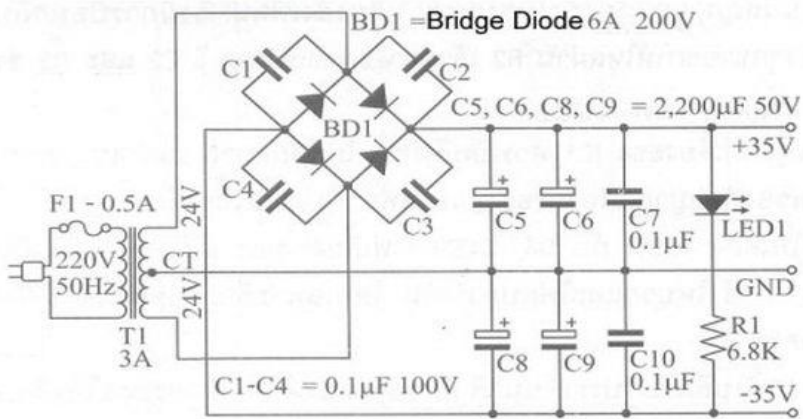 BD1 =Bridge Diode 6A 200V
C1
C2
BD1
C5, C6, C8, C9 = 2,200µF 50V
+35V
F1 - 0.5A
24V
C4
C3
C5
C6
C7
0.1µF
LED1
220V
50Hz
CT
24V
GND
T1
3A
C8
C9
C10
0.1µF
R1
6.8K
C1-C4 = 0.1µF 100V
-35V